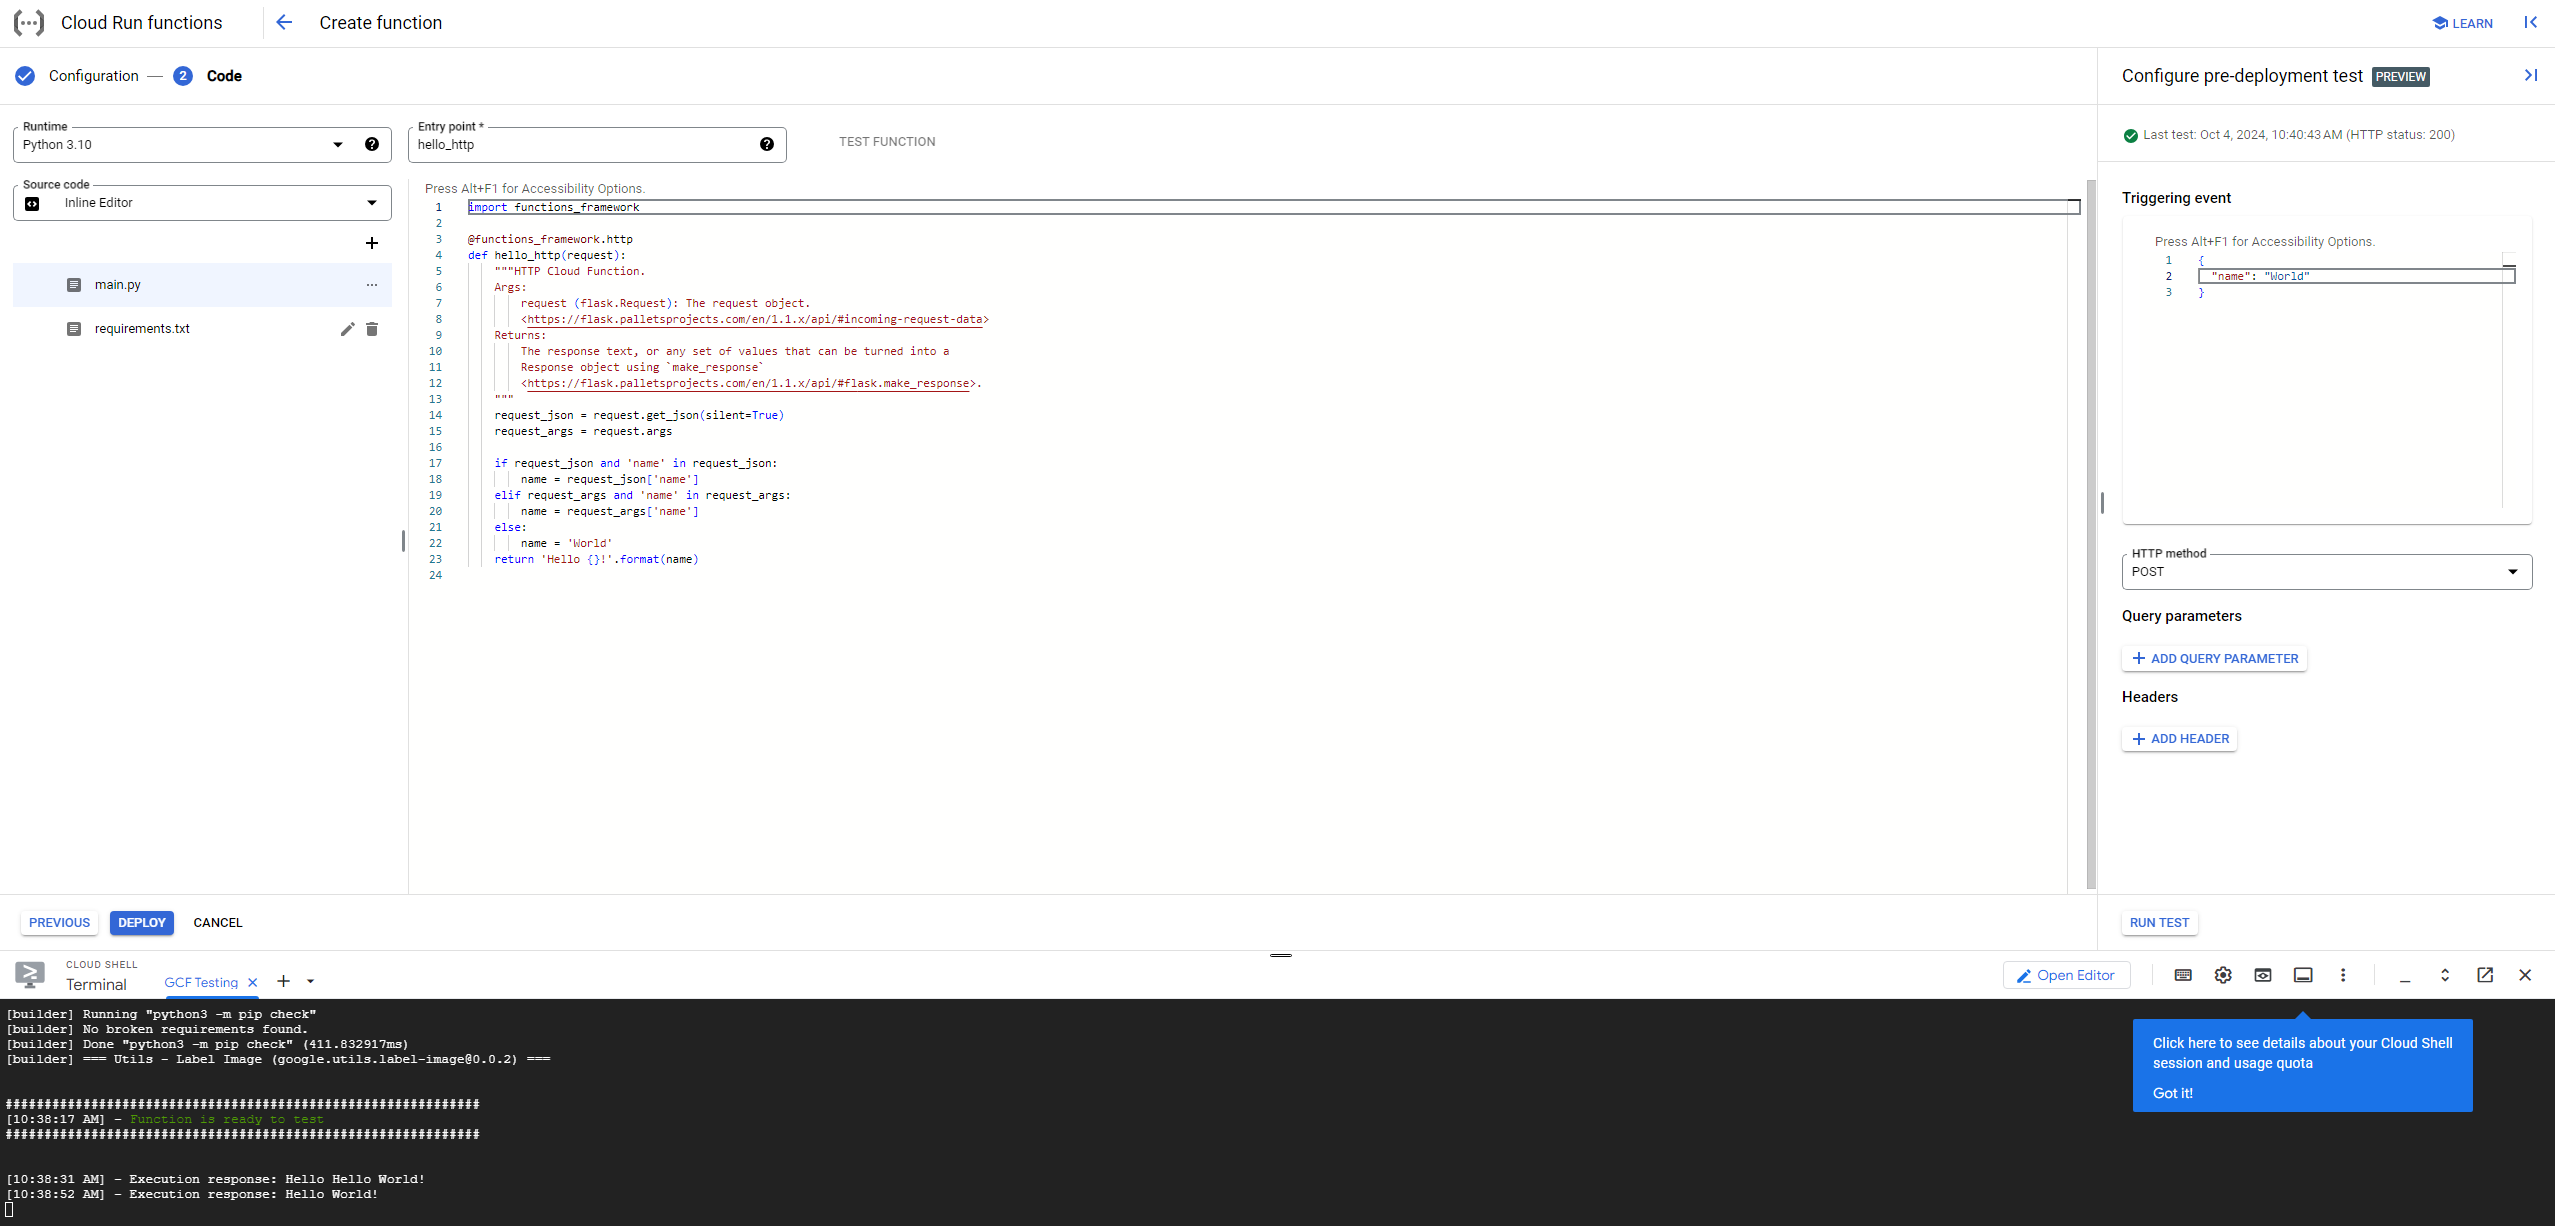 Cloud Run functions
Create function
LEARN
Configuration
2
Code
Configure pre-deployment test
PREVIEW
Runtime
Python 3.10
Entry point *
hello_http
TEST FUNCTION
Last test: Oct 4, 2024, 10:40:43 AM (HTTP status: 200)
Source code
Inline Editor
main.py
requirements.txt
Press Alt+F1 for Accessibility Options.
1 import functions_framework
2
3 @functions_framework.http
4 def hello_http(request):
5 """HTTP Cloud Function.
6 Args:
7 request (flask.Request): The request object.
8 <https://flask.palletsprojects.com/en/1.1.x/api/#incoming-request-data>
9 Returns:
10 The response text, or any set of values that can be turned into a
11 Response object using `make_response`
12 <https://flask.palletsprojects.com/en/1.1.x/api/#flask.make_response>.
13 """
14 request_json = request.get_json(silent=True)
15 request_args = request.args
16
17 if request_json and 'name' in request_json:
18 name = request_json['name']
19 elif request_args and 'name' in request_args:
20 name = request_args['name']
21 else:
22 name = 'World'
23 return 'Hello {}!'.format(name)
24
Triggering event
Press Alt+F1 for Accessibility Options.
1 {
2 "name": "World"
3 }
HTTP method
POST
Query parameters
ADD QUERY PARAMETER
Headers
ADD HEADER
PREVIOUS
DEPLOY
CANCEL
RUN TEST
CLOUD SHELL
Terminal
GCF Testing
Open Editor
[builder] Running "python3 -m pip check"
[builder] No broken requirements found.
[builder] Done "python3 -m pip check" (411.832917ms)
[builder] === Utils - Label Image (google.utils.label-image@0.0.2) ===
#############################################################
[10:38:17 AM] - Function is ready to test
#############################################################
[10:38:31 AM] - Execution response: Hello Hello World!
[10:38:52 AM] - Execution response: Hello World!
Click here to see details about your Cloud Shell
session and usage quota
Got it!